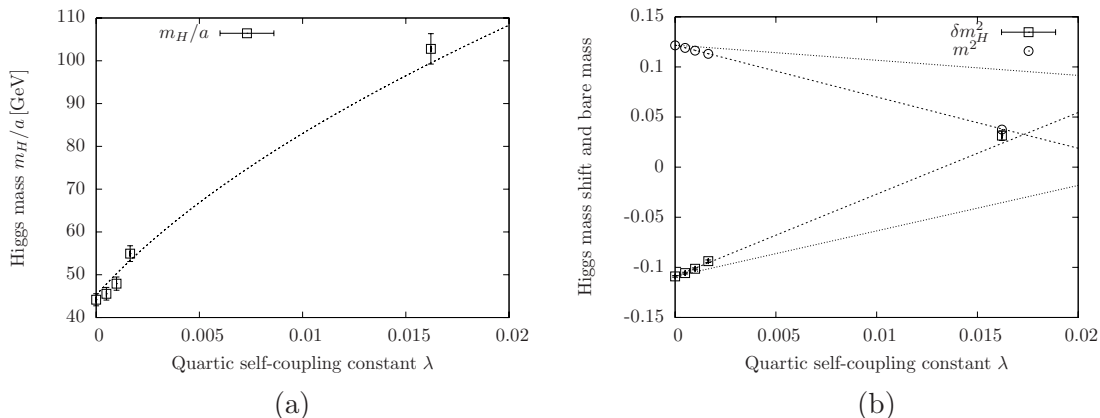 110
100
90
80
70
60
50
40
0
0.005
0.01
0.015
0.02
Higgs mass m_H/a [GeV]
Quartic self-coupling constant λ
m_H/a
(a)
0.15
0.1
0.05
0
-0.05
-0.1
-0.15
0
0.005
0.01
0.015
0.02
Higgs mass shift and bare mass
Quartic self-coupling constant λ
δm²_H
m²
(b)